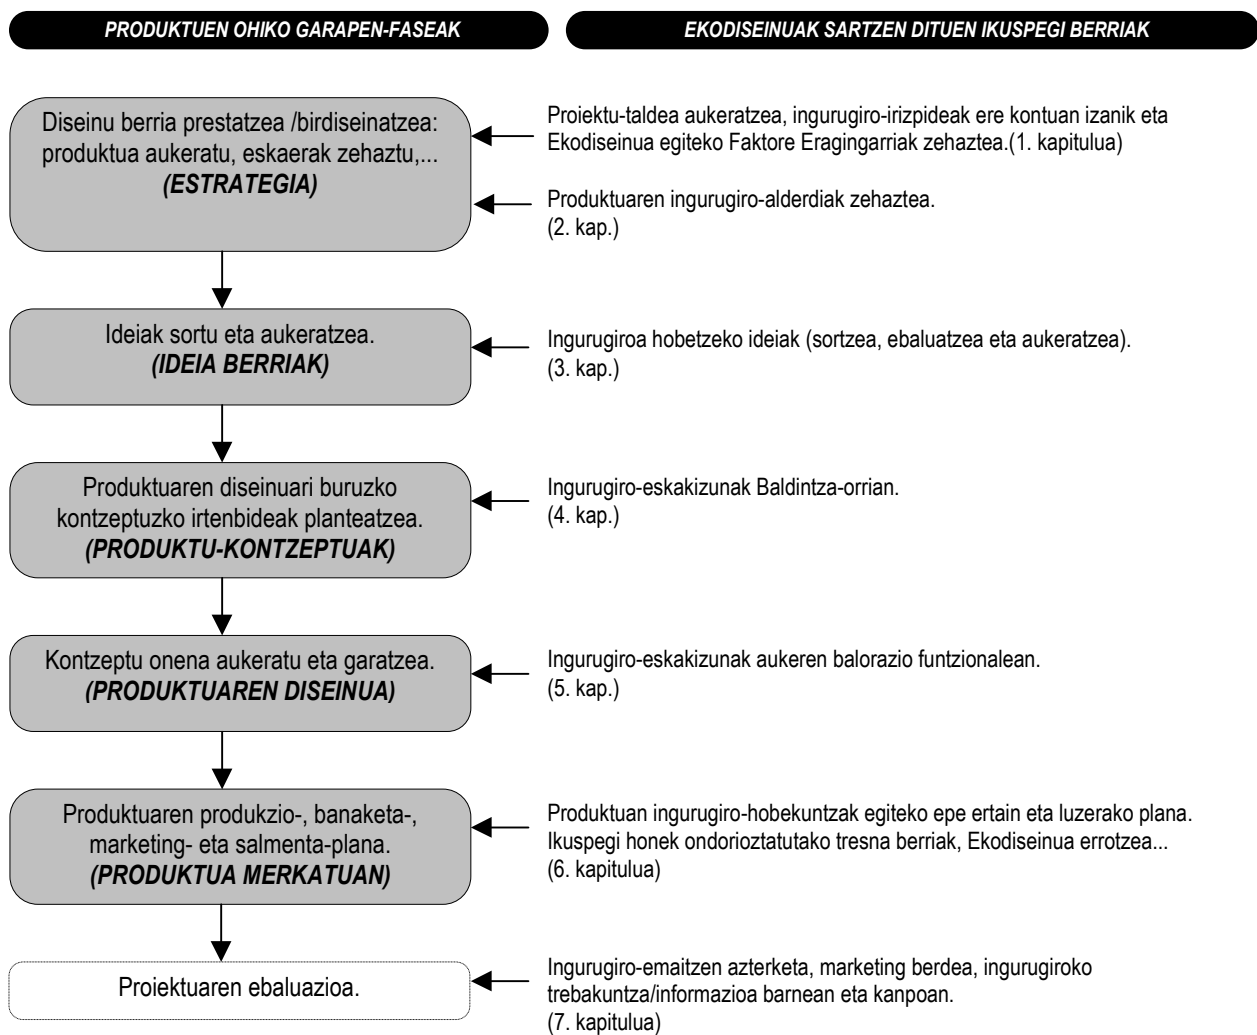 PRODUKTUEN OHIKO GARAPEN-FASEAK
EKODISEINUAK SARTZEN DITUEN IKUSPEGI BERRIAK
Diseinu berria prestatzea /birdiseinatzea:
produktua aukeratu, eskaerak zehaztu,...
(ESTRATEGIA)
Proiektu-taldea aukeratzea, ingurugiro-irizpideak ere kontuan izanik eta
Ekodiseinua egiteko Faktore Eragingarriak zehaztea.(1. kapitulua)
Produktuaren ingurugiro-alderdiak zehaztea.
(2. kap.)
Ideiak sortu eta aukeratzea.
(IDEIA BERRIAK)
Ingurugiroa hobetzeko ideiak (sortzea, ebaluatzea eta aukeratzea).
(3. kap.)
Produktuaren diseinuari buruzko
kontzeptuzko irtenbideak planteatzea.
(PRODUKTU-KONTZEPTUAK)
Ingurugiro-eskakizunak Baldintza-orrian.
(4. kap.)
Kontzeptu onena aukeratu eta garatzea.
(PRODUKTUAREN DISEINUA)
Ingurugiro-eskakizunak aukeren balorazio funtzionalean.
(5. kap.)
Produktuaren produkzio-, banaketa-,
marketing- eta salmenta-plana.
(PRODUKTUA MERKATUAN)
Produktuan ingurugiro-hobekuntzak egiteko epe ertain eta luzerako plana.
Ikuspegi honek ondorioztatutako tresna berriak, Ekodiseinua errotzea...
(6. kapitulua)
Proiektuaren ebaluazioa.
Ingurugiro-emaitzen azterketa, marketing berdea, ingurugiroko
trebakuntza/informazioa barnean eta kanpoan.
(7. kapitulua)